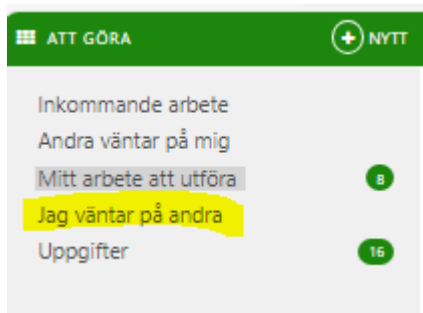 ATT GÖRA NYTT
Inkommande arbete
Andra väntar på mig
Mitt arbete att utföra 8
Jag väntar på andra
Uppgifter 16